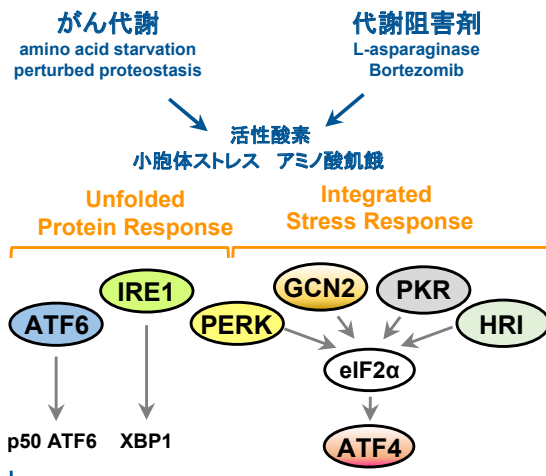 がん代謝
amino acid starvation
perturbed proteostasis
代謝阻害剤
L-asparaginase
Bortezomib
活性酸素
小胞体ストレス　アミノ酸飢餓
Unfolded
Protein Response
Integrated
Stress Response
IRE1
GCN2
PKR
ATF6
PERK
HRI
eIF2α
p50 ATF6
XBP1
ATF4